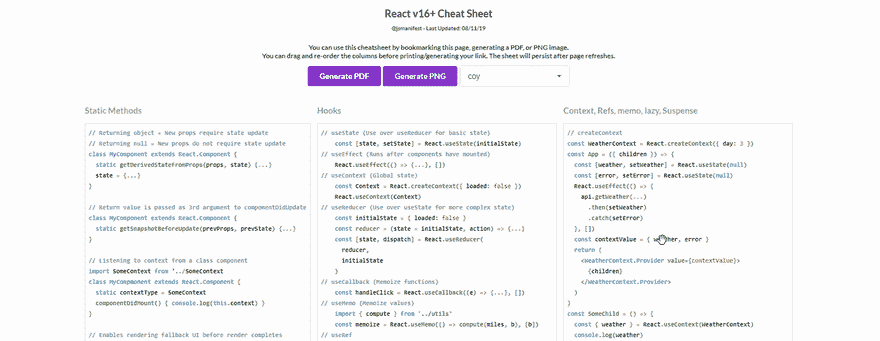 React v16+ Cheat Sheet
@jsmanifest - Last Updated: 08/11/19
You can use this cheatsheet by bookmarking this page, generating a PDF, or PNG image.
You can drag and re-order the columns before printing/generating your link. The sheet will persist after page refreshes.
Generate PDF Generate PNG coy
Static Methods
// Returning object = New props require state update
// Returning null = New props do not require state update
class MyComponent extends React.Component {
static getDerivedStateFromProps(props, state) {...}
state = {...}
}
// Return value is passed as 3rd argument to componentDidUpdate
class MyComponent extends React.Component {
static getSnapshotBeforeUpdate(prevProps, prevState) {...}
}
// Listening to context from a class component
import SomeContext from '../SomeContext
class MyComponent extends React.Component {
static contextType = SomeContext
componentDidMount() { console.log(this.context) }
}
// Enables rendering fallback UI before render completes
Hooks
// useState (Use over useReducer for basic state)
const [state, setState] = React.useState(initialState)
// useEffect (Runs after components have mounted)
React.useEffect(() => {...}, [])
// useContext (Global state)
const Context = React.createContext({ loaded: false })
React.useContext(Context)
// useReducer (Use over useState for more complex state)
const initialState = { loaded: false }
const reducer = (state = initialState, action) => {...}
const [state, dispatch] = React.useReducer(
reducer,
initialState
)
// useCallback (Memoize functions)
const handleClick = React.useCallback((e) => {...}, [])
// useMemo (Memoize values)
import { compute } from '../utils'
const memoize = React.useMemo(() => compute(miles, b), [b])
// useRef
Context, Refs, memo, lazy, Suspense
// createContext
const WeatherContext = React.createContext({ day: 3 })
const App = ({ children }) => {
const [weather, setWeather] = React.useState(null)
const [error, setError] = React.useState(null)
React.useEffect(() => {
api.getWeather(...)
.then(setWeather)
.catch(setError)
}, [])
const contextValue = { weather, error }
return (
<WeatherContext.Provider value={contextValue}>
{children}
</WeatherContext.Provider>
)
}
const SomeChild = () => {
const { weather } = React.useContext(WeatherContext)
console.log(weather)